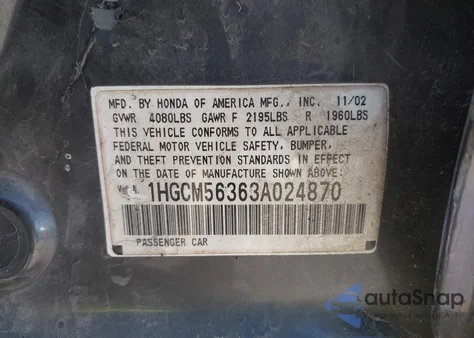 MFD. BY HONDA OF AMERICA MFG., INC. 11/02
GVWR 4080LBS GAWR F 2195LBS R 1960LBS
THIS VEHICLE CONFORMS TO ALL APPLICABLE
FEDERAL MOTOR VEHICLE SAFETY, BUMPER,
AND THEFT PREVENTION STANDARDS IN EFFECT
ON THE DATE OF MANUFACTURE SHOWN ABOVE.
1HGCM56363A024870
PASSENGER CAR
autoSnap